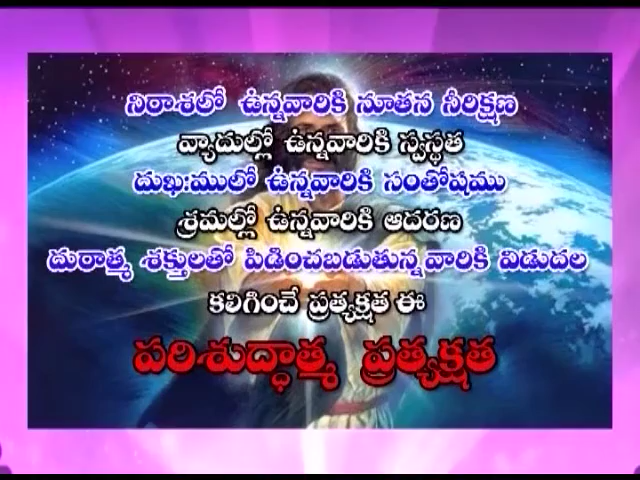 నిరాశలో ఉన్నవారికి నూతన నీరిక్షణ
వ్యాదుల్లో ఉన్నవారికి స్వస్థత
దుఖ:ములో ఉన్నవారికి సంతోషము
శ్రమల్లో ఉన్నవారికి ఆదరణ
దురాత్మ శక్తులతో పిడించబడుతున్నవారికి విడుదల
కలిగించే ప్రత్యక్షత ఈ
పరిశుద్ధాత్మ ప్రత్యక్షత